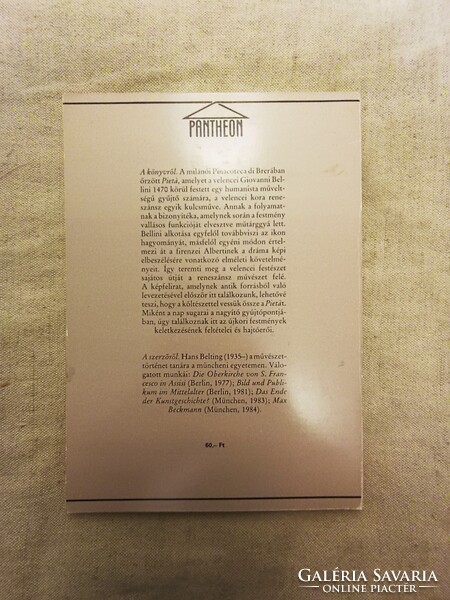 PANTHEON
A könyvről. A milánói Pinacoteca di Brerában
őrzött Pietà, amelyet a velencei Giovanni Bel-
lini 1470 körül festett egy humanista művelt-
ségű gyűjtő számára, a velencei kora rene-
szánsz egyik kulcsműve. Annak a folyamat-
nak a bizonyítéka, amelynek során a festmény
vallásos funkcióját elvesztve műtárggyá lett.
Bellini alkotása egyfelől továbbviszi az ikon
hagyományát, másfelől egyéni módon értel-
mezi át a firenzei Albertinek a dráma képi
elbeszélésére vonatkozó elméleti követelmé-
nyeit. Így teremti meg a velencei festészet
sajátos útját a reneszánsz művészet felé.
A képfelirat, amelynek antik forrásból való
levezetésével először itt találkozunk, lehetővé
teszi, hogy a költészettel vessük össze a Pietàt.
Miként a nap sugarai a nagyító gyújtópontjá-
ban, úgy találkoznak itt az újkori festmények
keletkezésének feltételei és hajtóerői.
A szerzőről. Hans Belting (1935–) a művészet-
történet tanára a müncheni egyetemen. Válo-
gatott munkái: Die Oberkirche von S. Fran-
cesco in Assisi (Berlin, 1977); Bild und Publi-
kum im Mittelalter (Berlin, 1981); Das Ende
der Kunstgeschichte? (München, 1983); Max
Beckmann (München, 1984).
60,– Ft
GALÉRIA SAVARIA
ONLINE PIACTÉR